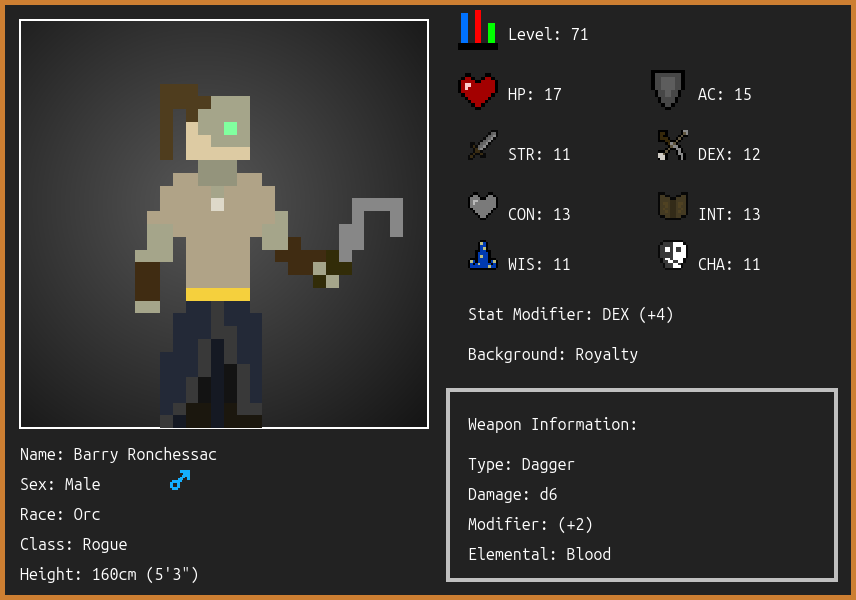 Level: 71
HP: 17
AC: 15
STR: 11
DEX: 12
CON: 13
INT: 13
WIS: 11
CHA: 11
Stat Modifier: DEX (+4)
Background: Royalty
Weapon Information:
Type: Dagger
Damage: d6
Modifier: (+2)
Elemental: Blood
Name: Barry Ronchessac
Sex: Male
Race: Orc
Class: Rogue
Height: 160cm (5'3")